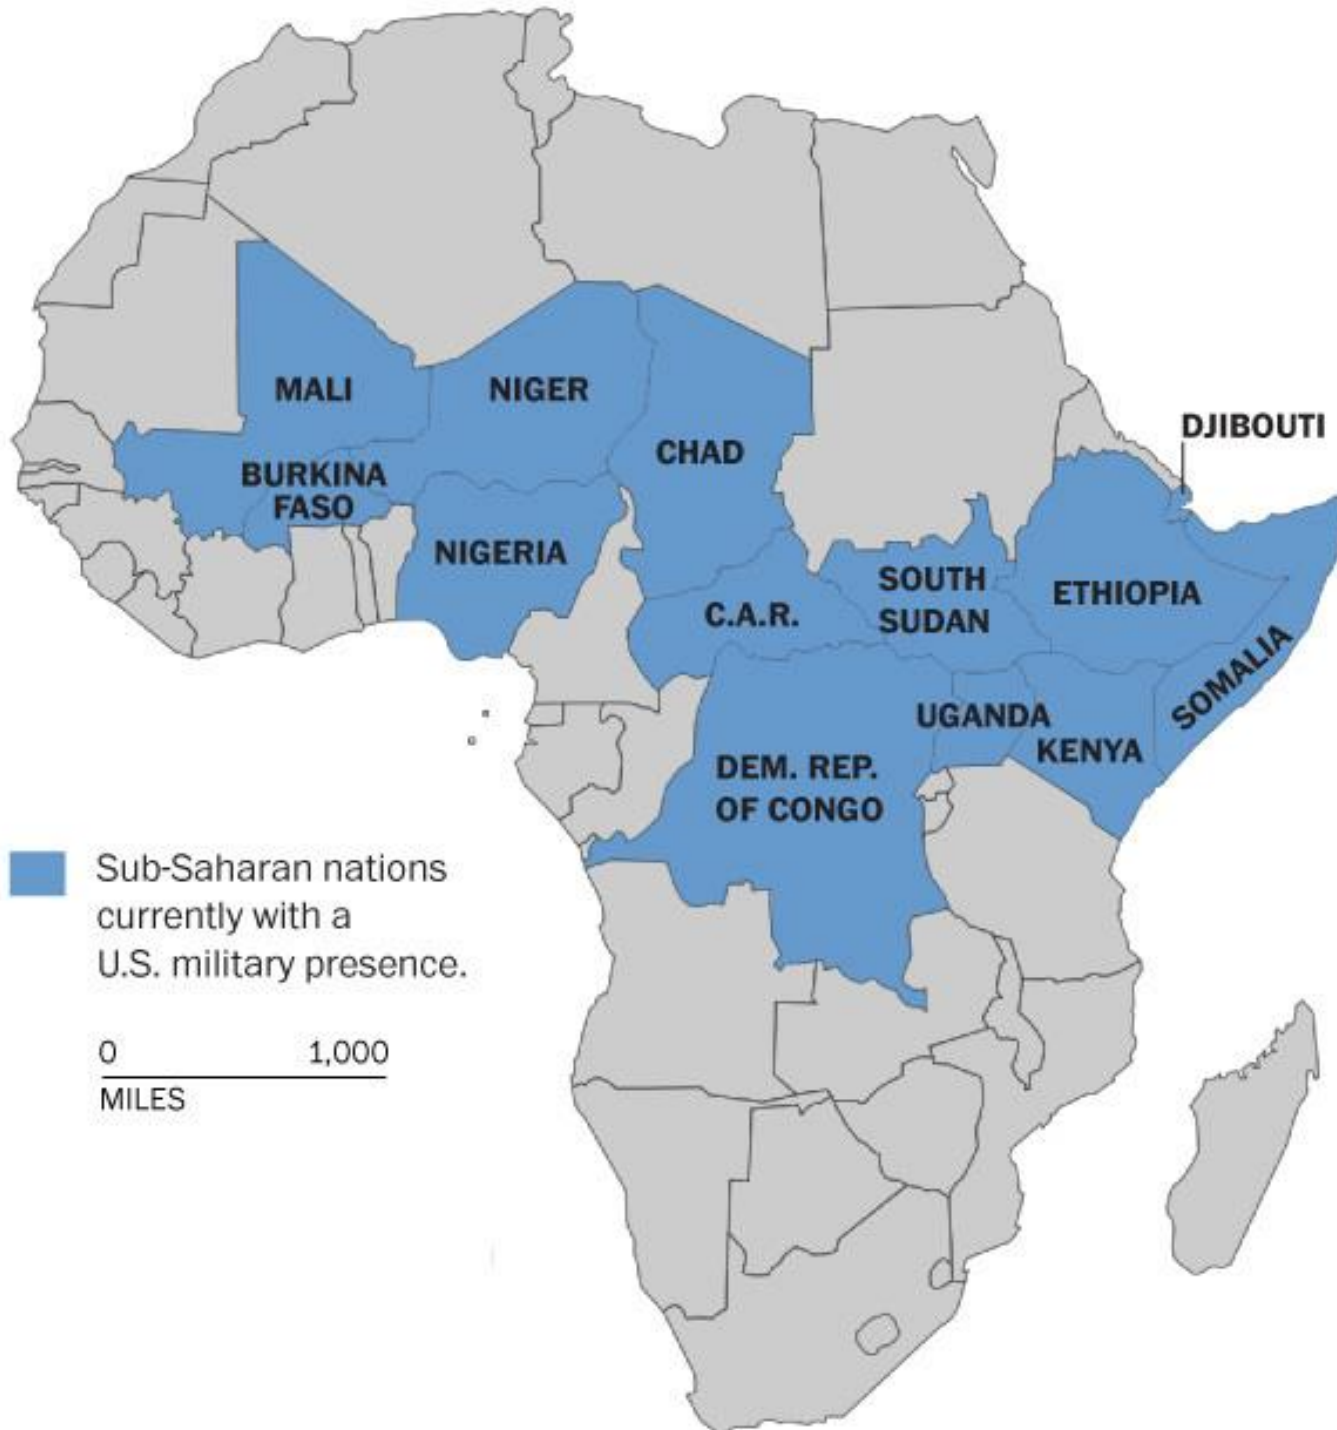 MALI
NIGER
CHAD
DJIBOUTI
BURKINA
FASO
NIGERIA
C.A.R.
SOUTH
SUDAN
ETHIOPIA
SOMALIA
UGANDA
KENYA
DEM. REP.
OF CONGO
Sub-Saharan nations
currently with a
U.S. military presence.
0 1,000
MILES